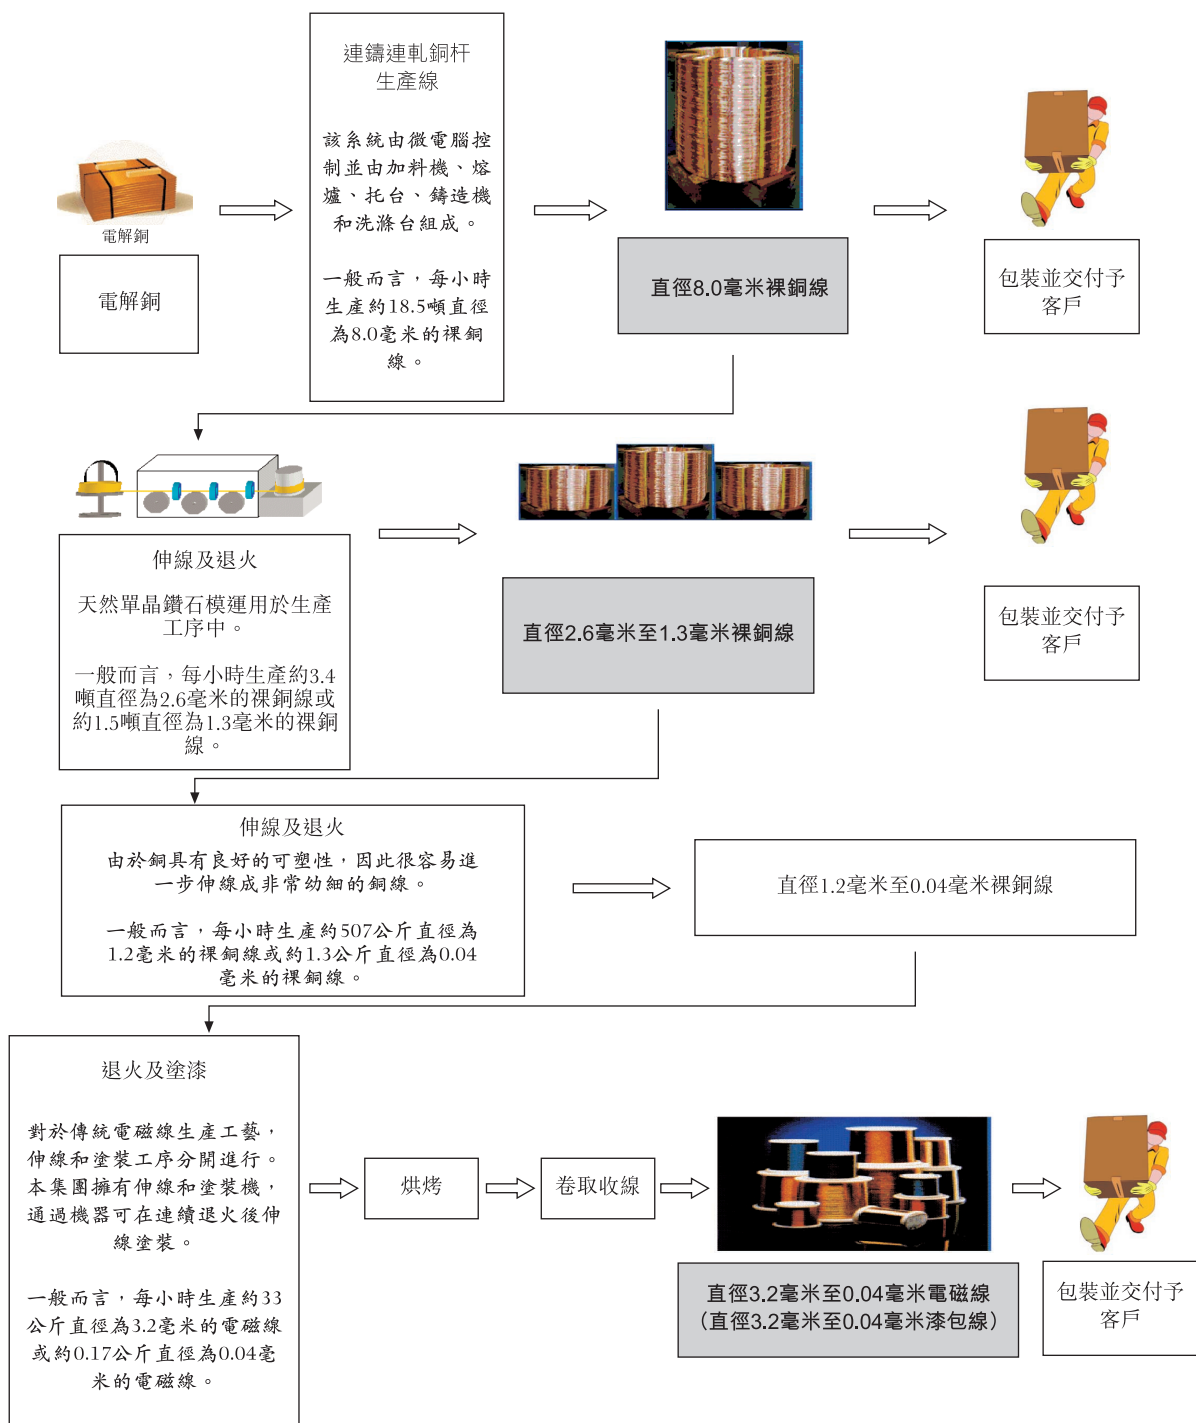 連鑄連軋銅杆
生產線
該系統由微電腦控
制並由加料機、熔
爐、托台、鑄造機
和洗滌台組成。
一般而言，每小時
生產約18.5噸直徑
為8.0毫米的裸銅
線。
電解銅
電解銅
直徑8.0毫米裸銅線
包裝並交付予
客戶
伸線及退火
天然單晶鑽石模運用於生產
工序中。
一般而言，每小時生產約3.4
噸直徑為2.6毫米的裸銅線或
約1.5噸直徑為1.3毫米的裸銅
線。
直徑2.6毫米至1.3毫米裸銅線
包裝並交付予
客戶
伸線及退火
由於銅具有良好的可塑性，因此很容易進
一步伸線成非常幼細的銅線。
一般而言，每小時生產約507公斤直徑為
1.2毫米的裸銅線或約1.3公斤直徑為0.04
毫米的裸銅線。
直徑1.2毫米至0.04毫米裸銅線
退火及塗漆
對於傳統電磁線生產工藝，
伸線和塗裝工序分開進行。
本集團擁有伸線和塗裝機，
通過機器可在連續退火後伸
線塗裝。
一般而言，每小時生產約33
公斤直徑為3.2毫米的電磁線
或約0.17公斤直徑為0.04毫
米的電磁線。
烘烤
卷取收線
直徑3.2毫米至0.04毫米電磁線
（直徑3.2毫米至0.04毫米漆包線）
包裝並交付予
客戶